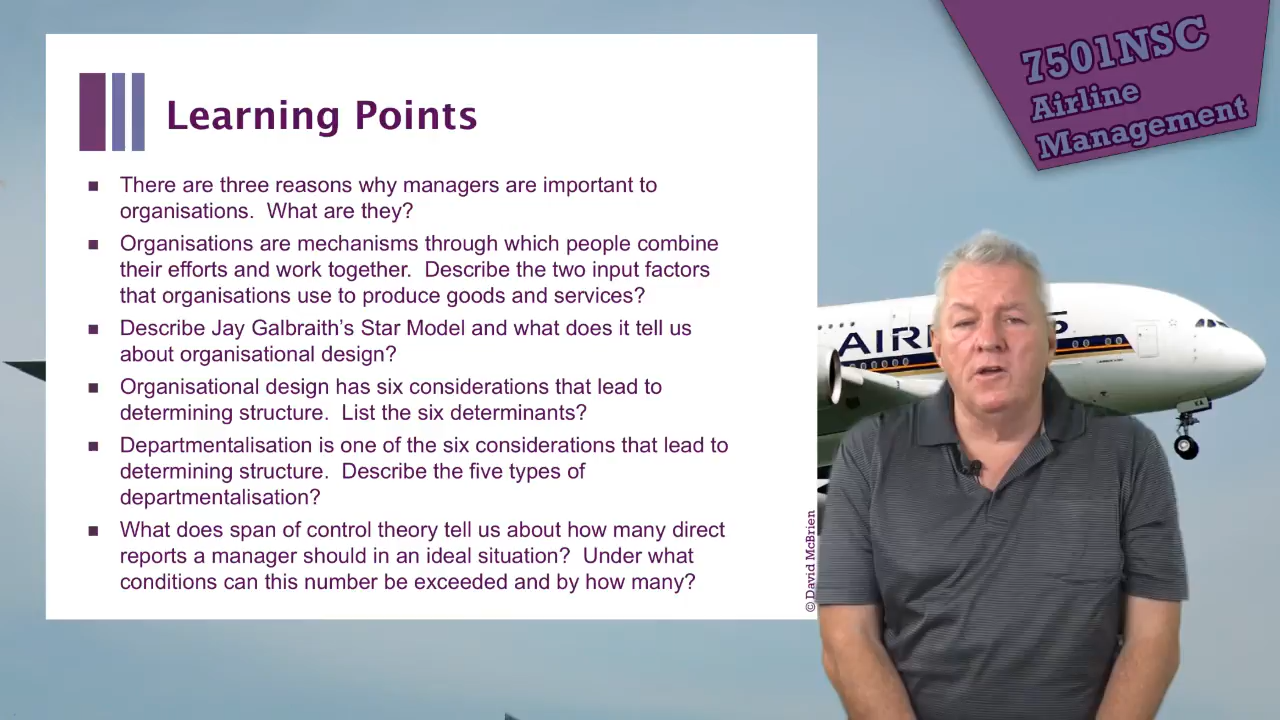 7501NSC
Airline
Management
Learning Points
There are three reasons why managers are important to
organisations.  What are they?
Organisations are mechanisms through which people combine
their efforts and work together.  Describe the two input factors
that organisations use to produce goods and services?
Describe Jay Galbraith's Star Model and what does it tell us
about organisational design?
Organisational design has six considerations that lead to
determining structure.  List the six determinants?
Departmentalisation is one of the six considerations that lead to
determining structure.  Describe the five types of
departmentalisation?
What does span of control theory tell us about how many direct
reports a manager should in an ideal situation?  Under what
conditions can this number be exceeded and by how many?
©David McBrien